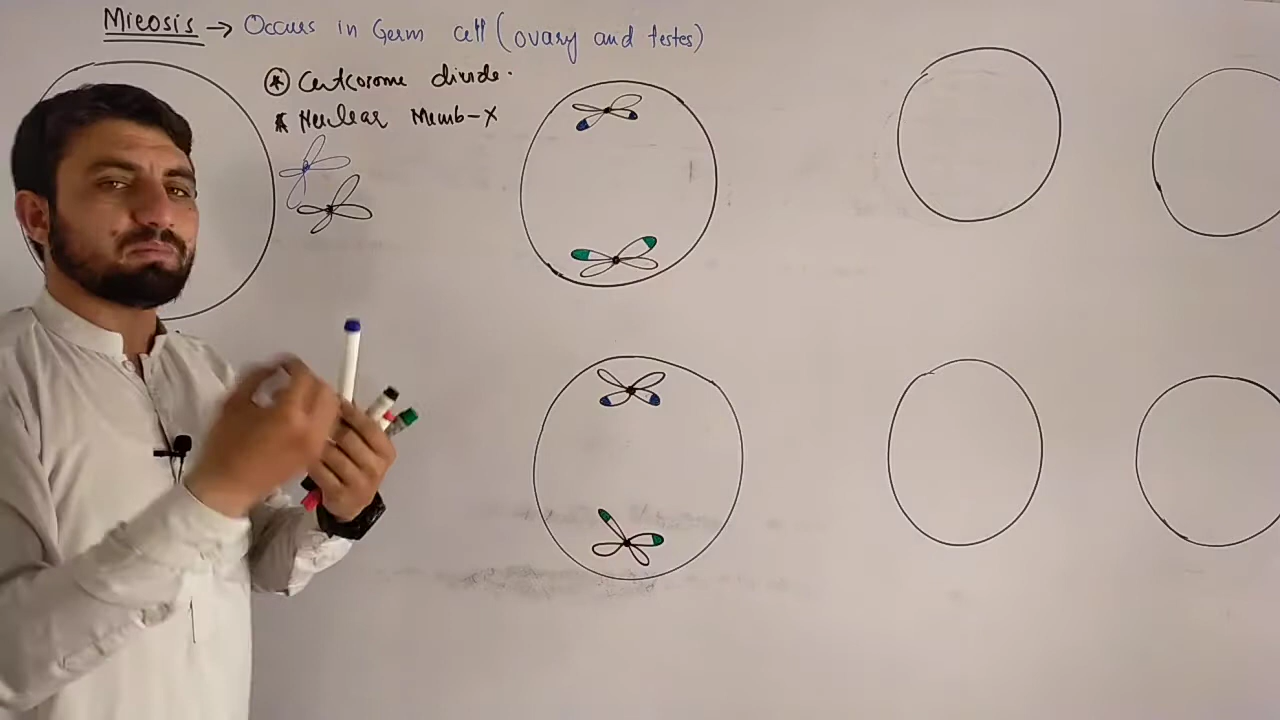 Mieosis → Occurs in Germ cell (ovary and testes)
* Centrosome divide.
* Nuclear Memb-X